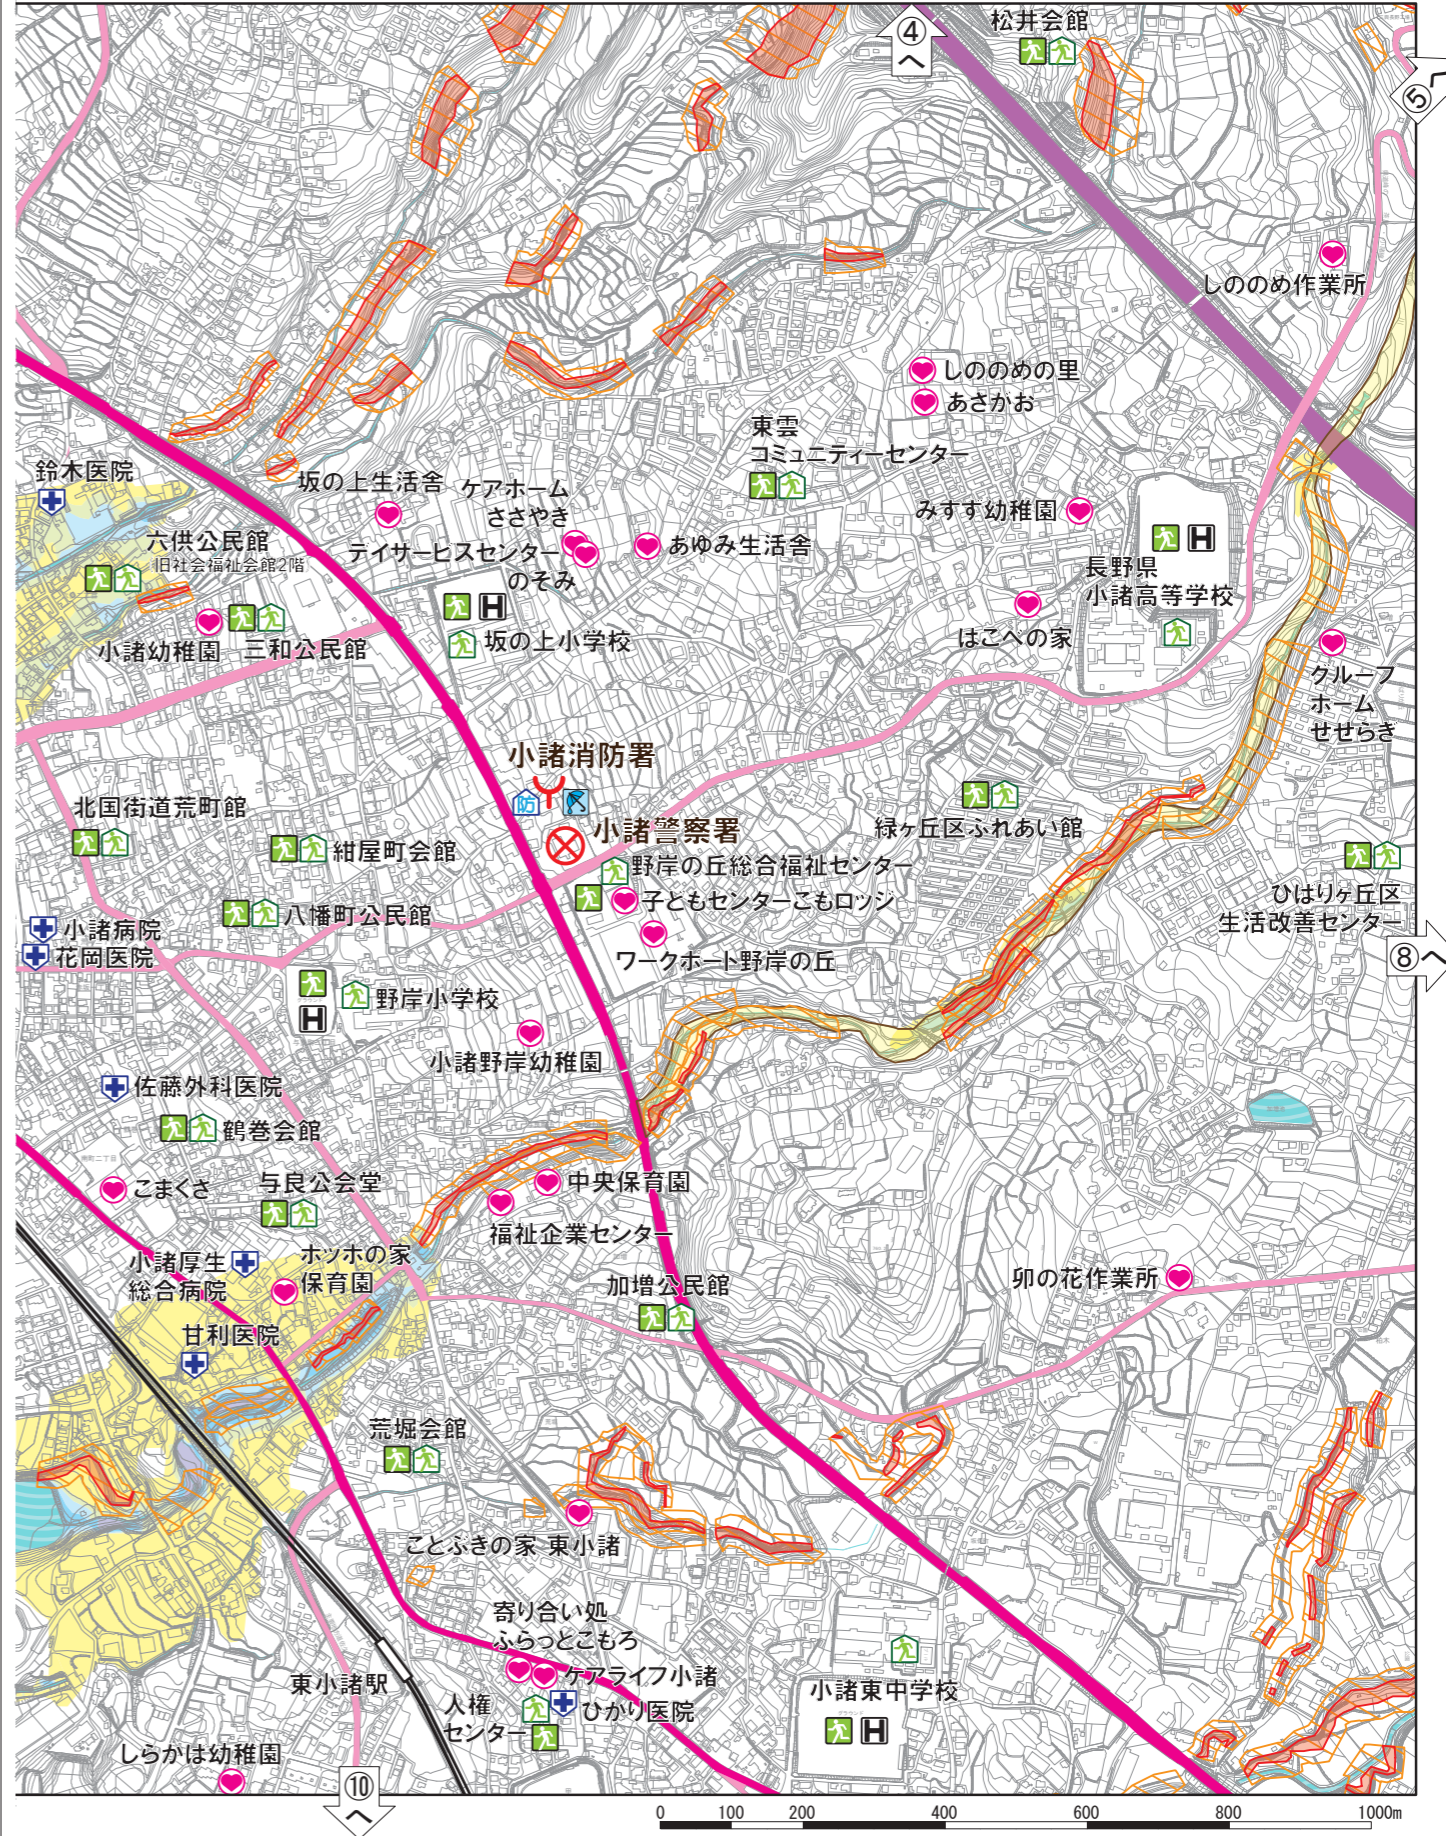 ④
へ
松井会館
⑤へ
しののめ作業所
しののめの里
あさがお
東雲
コミュニティーセンター
鈴木医院
坂の上生活舎
ケアホーム
ささやき
みすず幼稚園
六供公民館
旧社会福祉会館2階
デイサービスセンター
のぞみ
あゆみ生活舎
長野県
小諸高等学校
坂の上小学校
はこべの家
小諸幼稚園
三和公民館
グループ
ホーム
せせらぎ
小諸消防署
防
北国街道荒町館
小諸警察署
緑ヶ丘区ふれあい館
紺屋町会館
野岸の丘総合福祉センター
子どもセンターこもロッジ
ひばりヶ丘区
生活改善センター
八幡町公民館
小諸病院
花岡医院
ワークポート野岸の丘
⑧へ
野岸小学校
小諸野岸幼稚園
佐藤外科医院
鶴巻会館
こまくさ
与良公会堂
中央保育園
福祉企業センター
小諸厚生
総合病院
ポッポの家
保育園
加増公民館
卯の花作業所
甘利医院
荒堀会館
ことぶきの家 東小諸
寄り合い処
ふらっとこもろ
ケアライフ小諸
東小諸駅
人権
センター
ひかり医院
小諸東中学校
しらかば幼稚園
⑩
へ
0 100 200 400 600 800 1000m